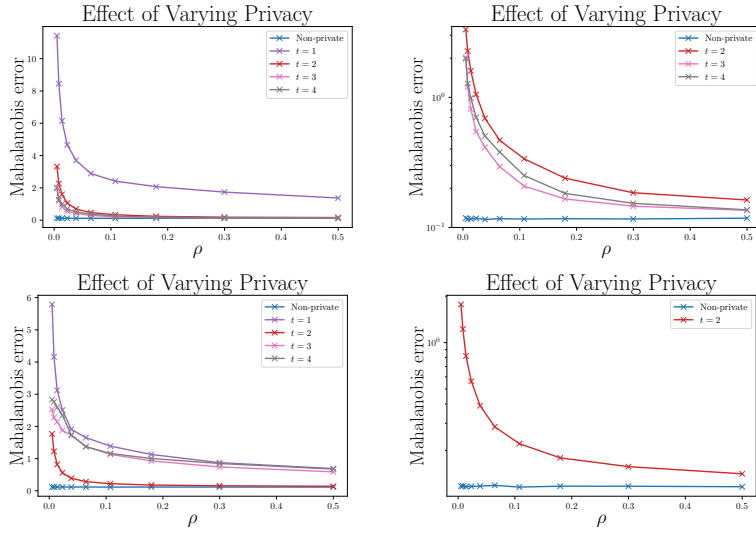 Effect of Varying Privacy
Mahalanobis error
10
8
6
4
2
0
0.0
0.1
0.2
0.3
0.4
0.5
ρ
Non-private
t = 1
t = 2
t = 3
t = 4
Effect of Varying Privacy
Mahalanobis error
10⁰
10⁻¹
0.0
0.1
0.2
0.3
0.4
0.5
ρ
Non-private
t = 2
t = 3
t = 4
Effect of Varying Privacy
Mahalanobis error
6
5
4
3
2
1
0
0.0
0.1
0.2
0.3
0.4
0.5
ρ
Non-private
t = 1
t = 2
t = 3
t = 4
Effect of Varying Privacy
Mahalanobis error
10⁰
0.0
0.1
0.2
0.3
0.4
0.5
ρ
Non-private
t = 2